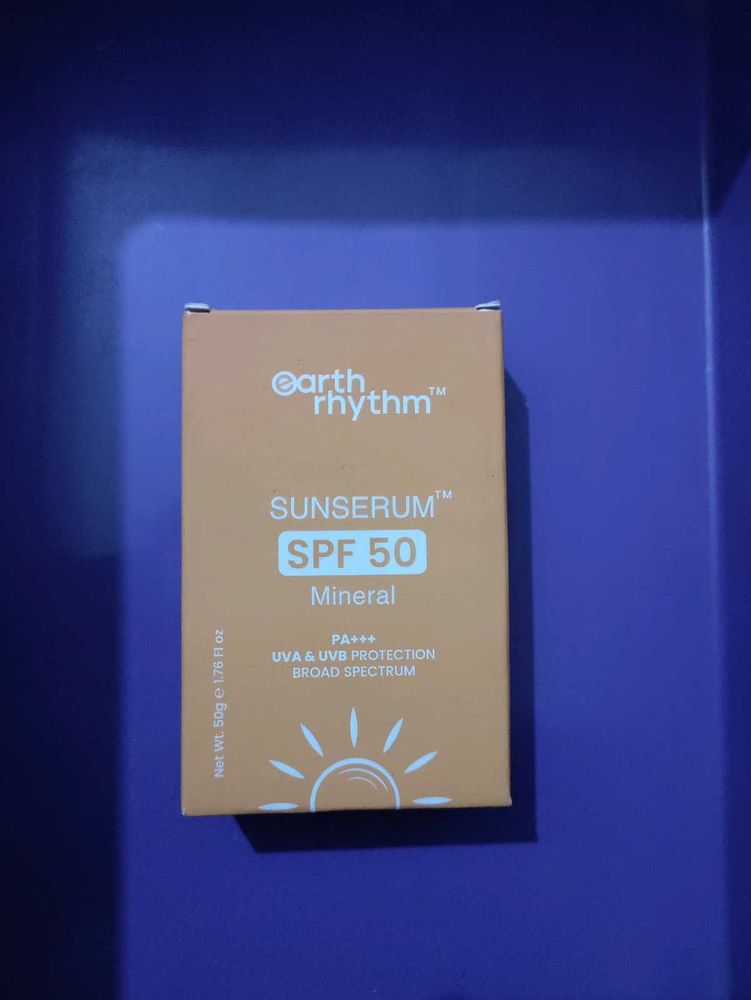 earth
rhythm™
SUNSERUM™
SPF 50
Mineral
PA+++
UVA & UVB PROTECTION
BROAD SPECTRUM
Net Wt. 50g ℮ 1.76 Fl oz